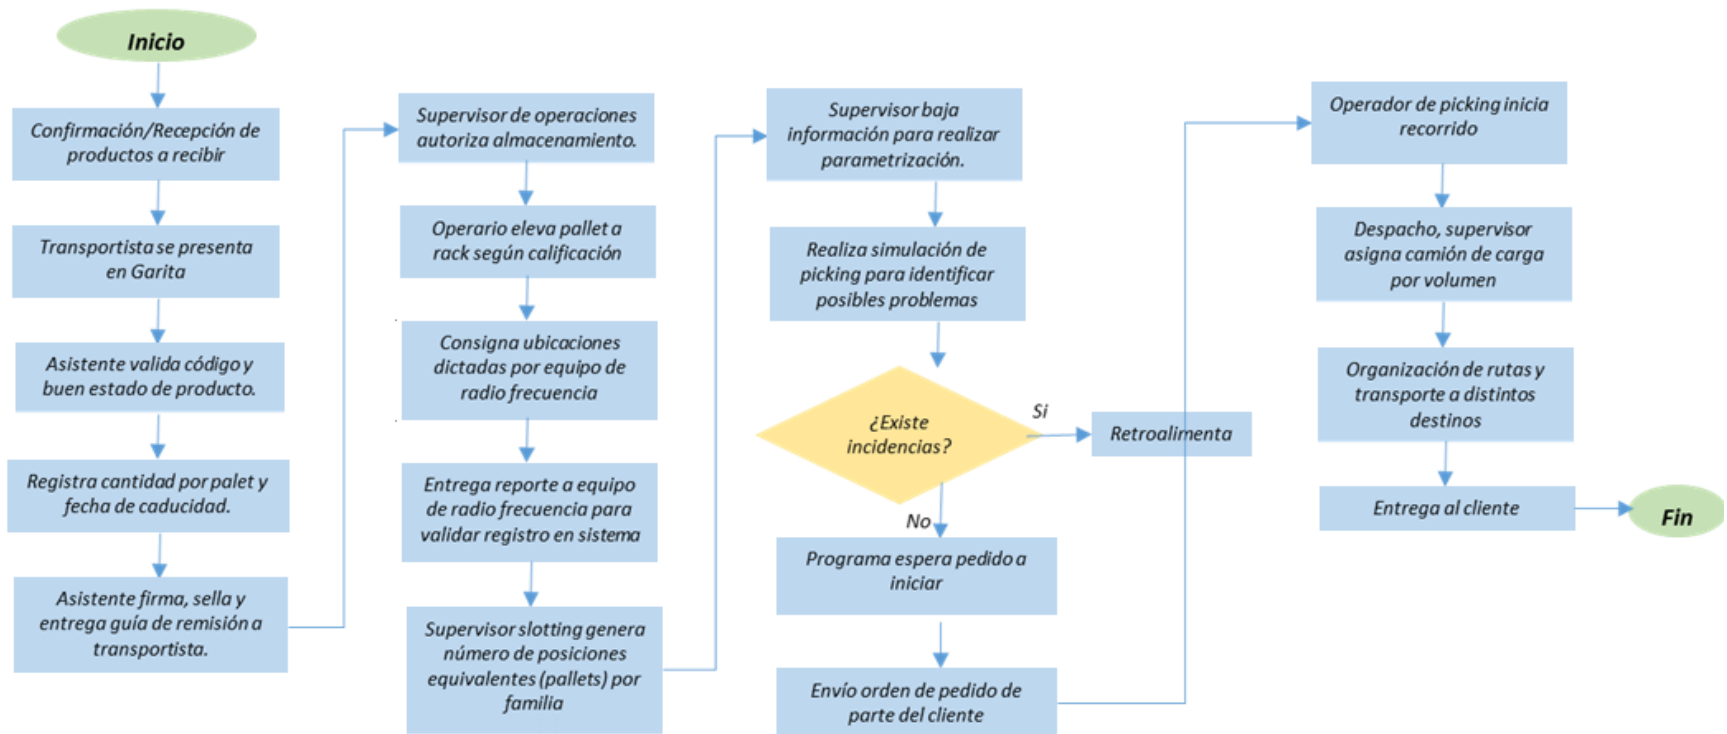 Inicio
Confirmación/Recepción de
productos a recibir
Transportista se presenta
en Garita
Asistente valida código y
buen estado de producto.
Registra cantidad por palet y
fecha de caducidad.
Asistente firma, sella y
entrega guía de remisión a
transportista.
Supervisor de operaciones
autoriza almacenamiento.
Operario eleva pallet a
rack según calificación
Consigna ubicaciones
dictadas por equipo de
radio frecuencia
Entrega reporte a equipo
de radio frecuencia para
validar registro en sistema
Supervisor slotting genera
número de posiciones
equivalentes (pallets) por
familia
Supervisor baja
información para realizar
parametrización.
Realiza simulación de
picking para identificar
posibles problemas
¿Existe
incidencias?
Si
Retroalimenta
No
Programa espera pedido a
iniciar
Envío orden de pedido de
parte del cliente
Operador de picking inicia
recorrido
Despacho, supervisor
asigna camión de carga
por volumen
Organización de rutas y
transporte a distintos
destinos
Entrega al cliente
Fin